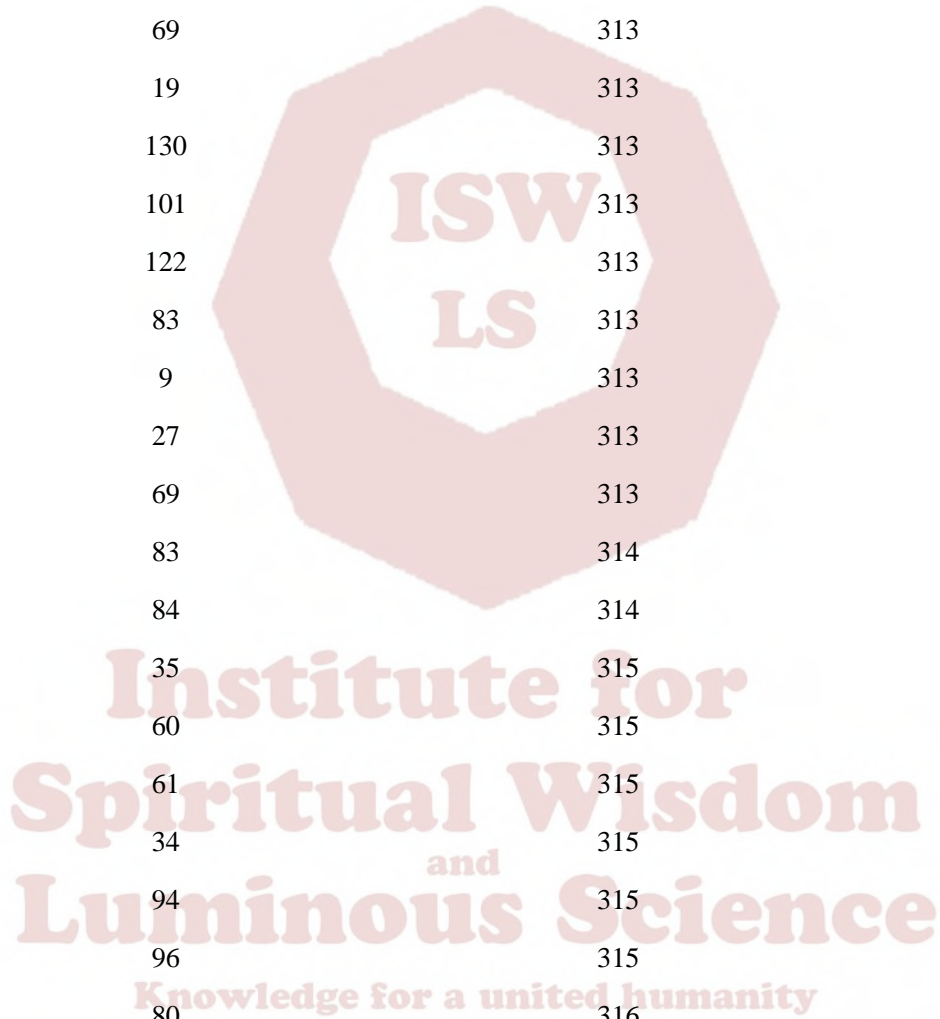 69 313
19 313
130 313
ISW
101 313
122 313
LS
83 313
9 313
27 313
69 313
83 314
84 314
Institute for
35 315
60 315
Spiritual Wisdom
61 315
34 315
and
Luminous Science
94 315
96 315
Knowledge for a united humanity
80 316